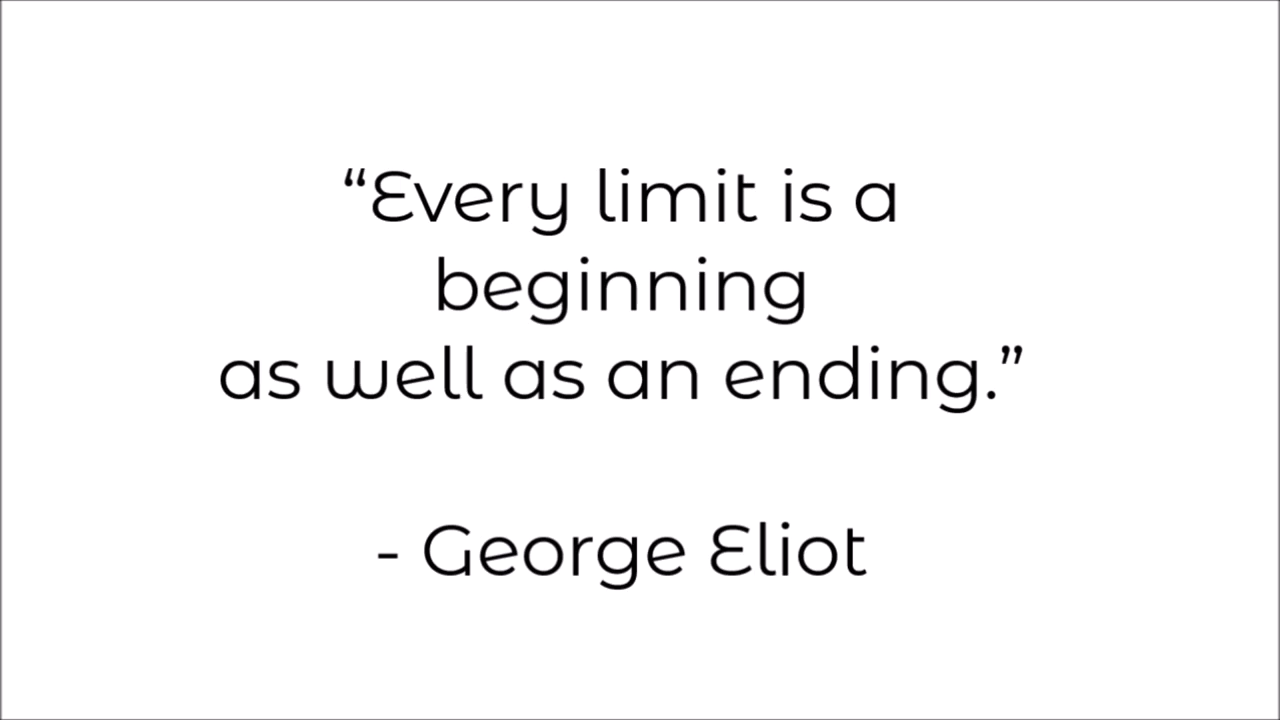 “Every limit is a
beginning
as well as an ending.”
- George Eliot